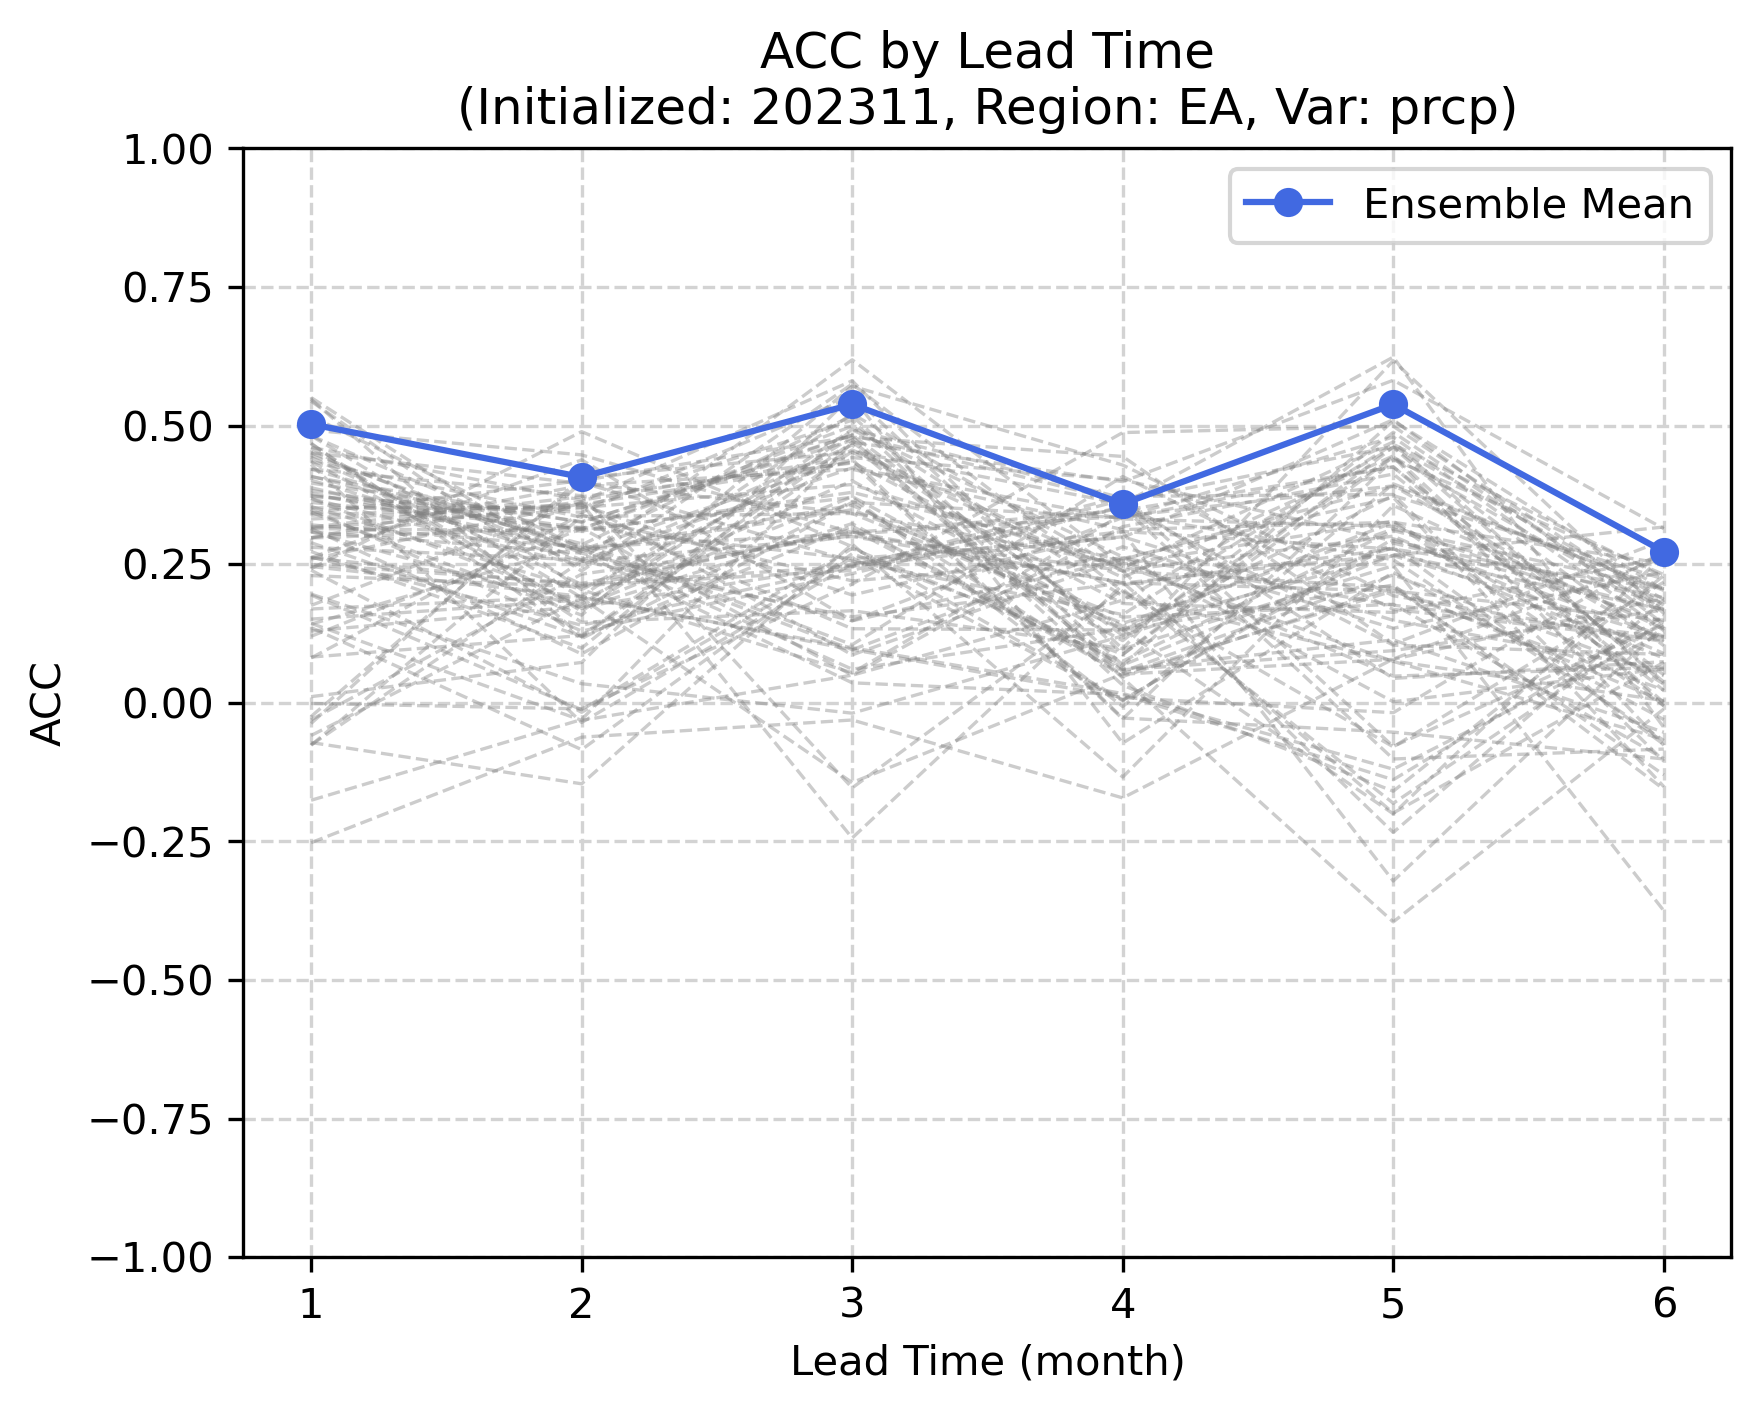 ACC by Lead Time
(Initialized: 202311, Region: EA, Var: prcp)
Ensemble Mean
ACC
1.00
0.75
0.50
0.25
0.00
−0.25
−0.50
−0.75
−1.00
1 2 3 4 5 6
Lead Time (month)